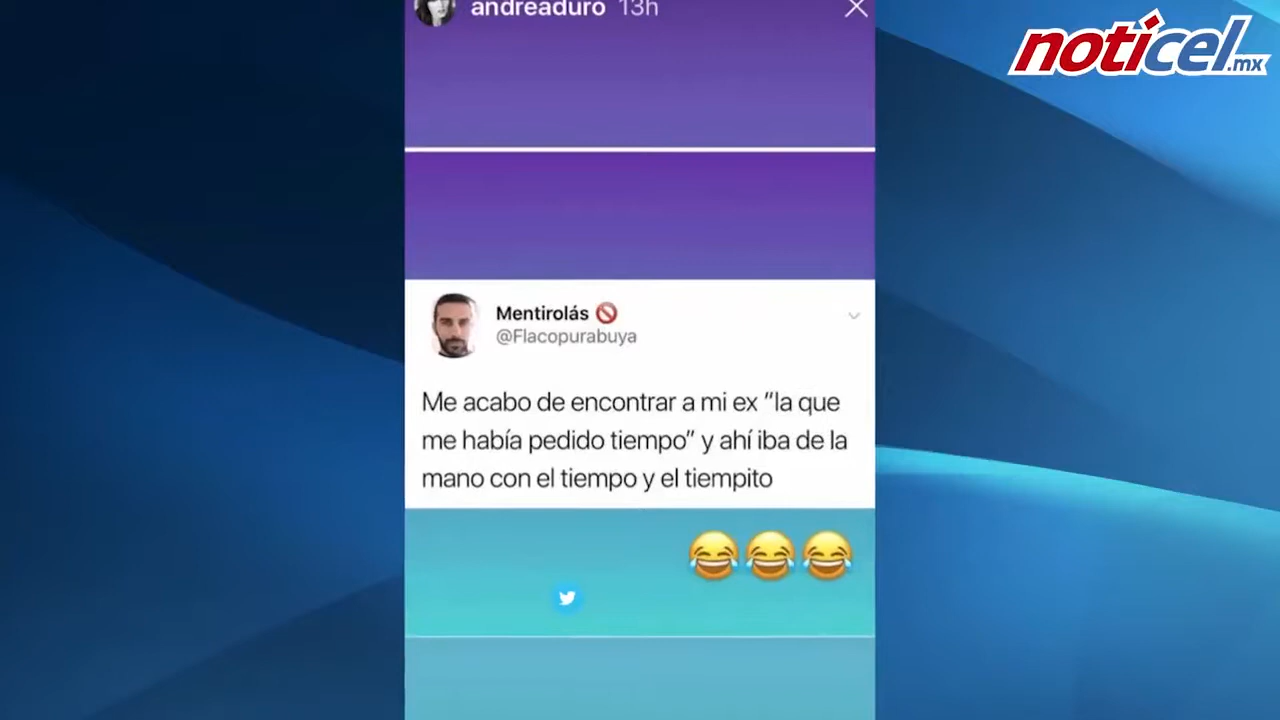 andreaduro 13h
noticel.mx
Mentirolás
@Flacopurabuya
Me acabo de encontrar a mi ex “la que
me había pedido tiempo” y ahí iba de la
mano con el tiempo y el tiempito